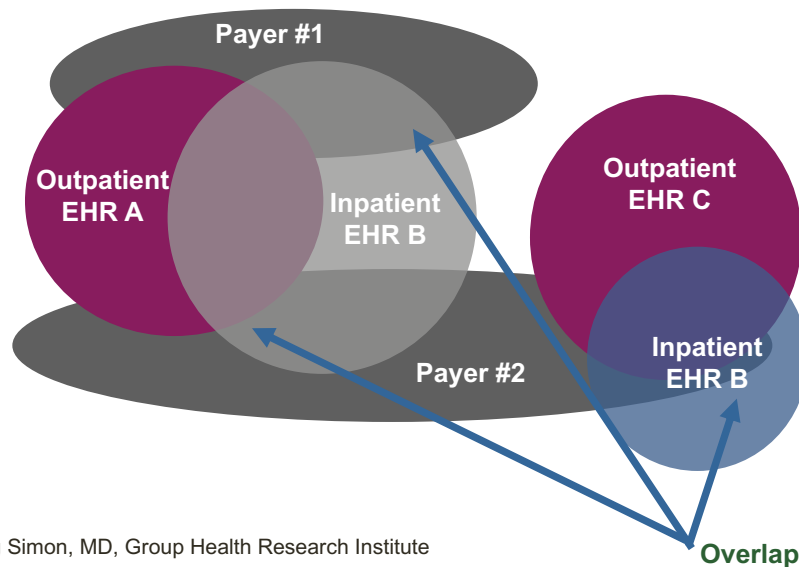 Payer #1
Outpatient
EHR A
Inpatient
EHR B
Outpatient
EHR C
Payer #2
Inpatient
EHR B
Simon, MD, Group Health Research Institute
Overlap